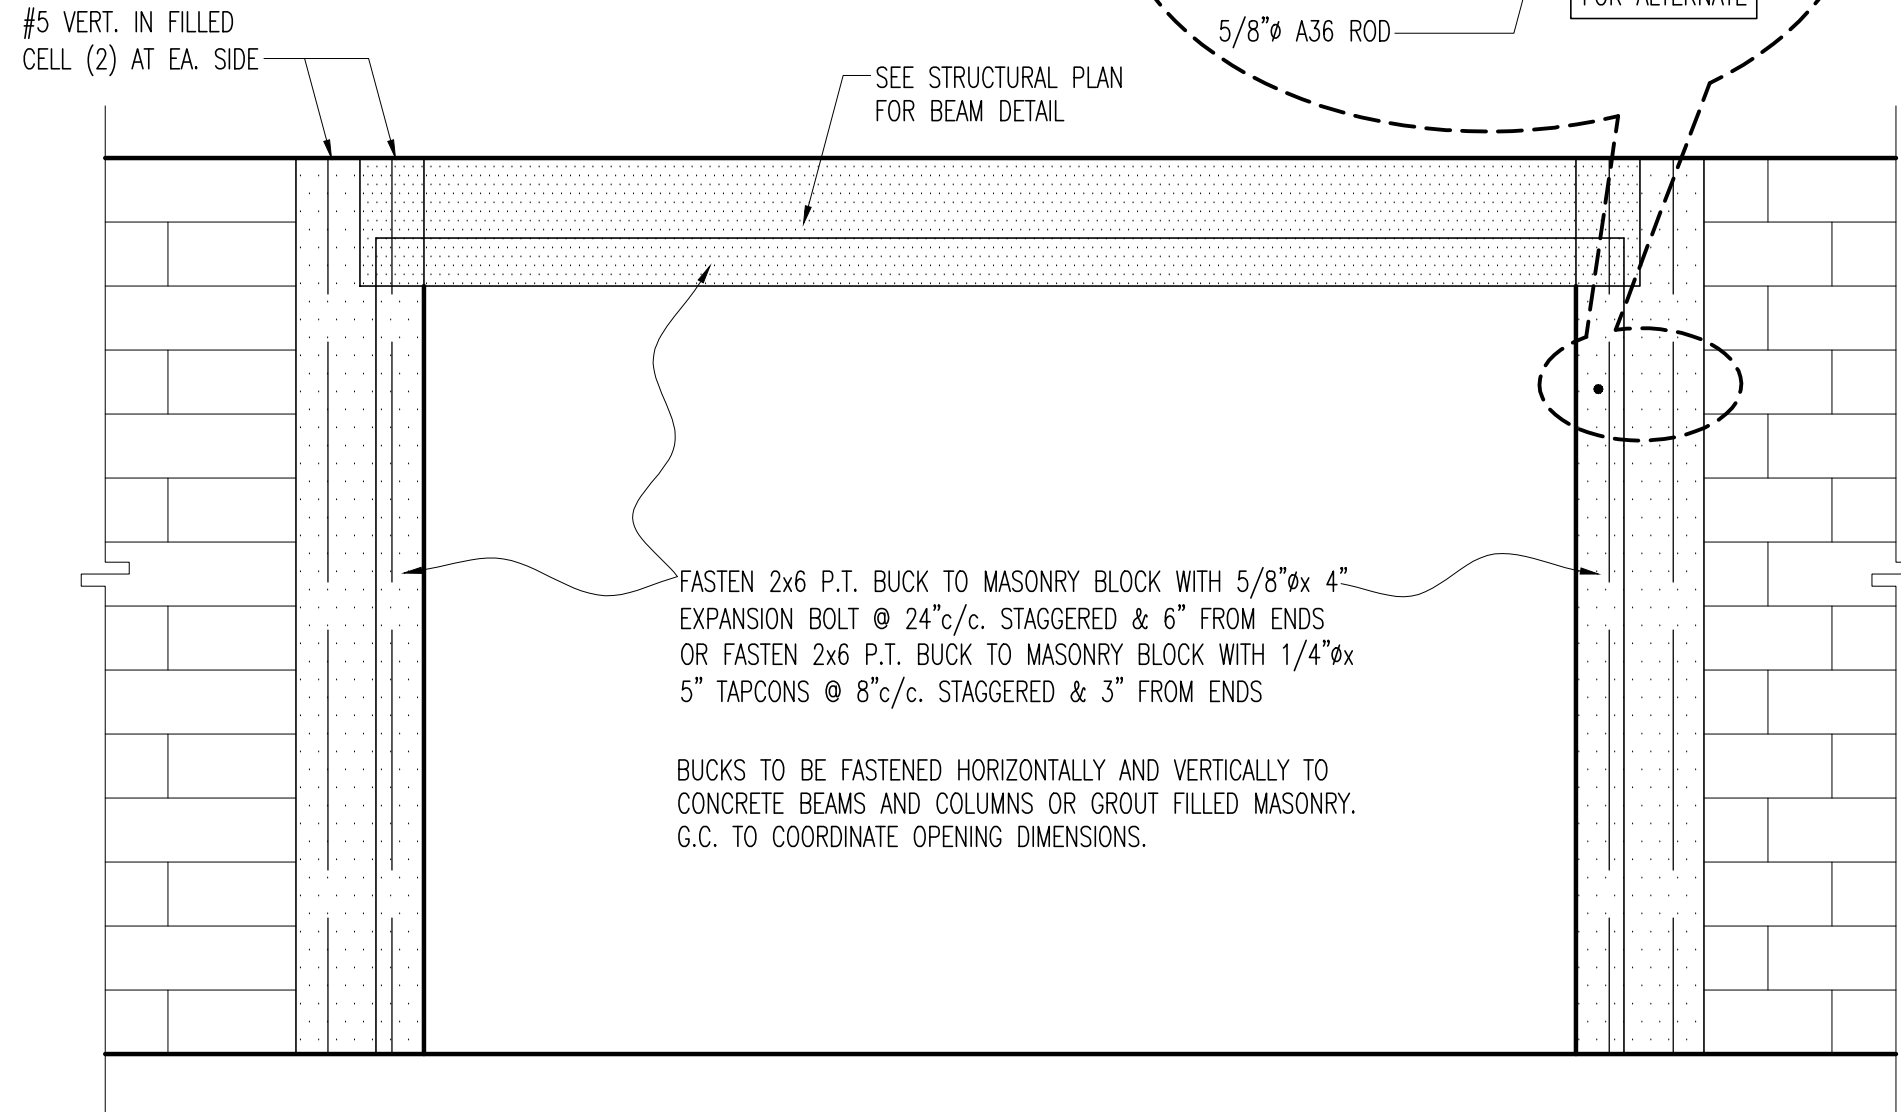 #5 VERT. IN FILLED
CELL (2) AT EA. SIDE
5/8"ø A36 ROD
FOR ALTERNATE
SEE STRUCTURAL PLAN
FOR BEAM DETAIL
FASTEN 2x6 P.T. BUCK TO MASONRY BLOCK WITH 5/8"øx 4"
EXPANSION BOLT @ 24"c/c. STAGGERED & 6" FROM ENDS
OR FASTEN 2x6 P.T. BUCK TO MASONRY BLOCK WITH 1/4"øx
5" TAPCONS @ 8"c/c. STAGGERED & 3" FROM ENDS
BUCKS TO BE FASTENED HORIZONTALLY AND VERTICALLY TO
CONCRETE BEAMS AND COLUMNS OR GROUT FILLED MASONRY.
G.C. TO COORDINATE OPENING DIMENSIONS.